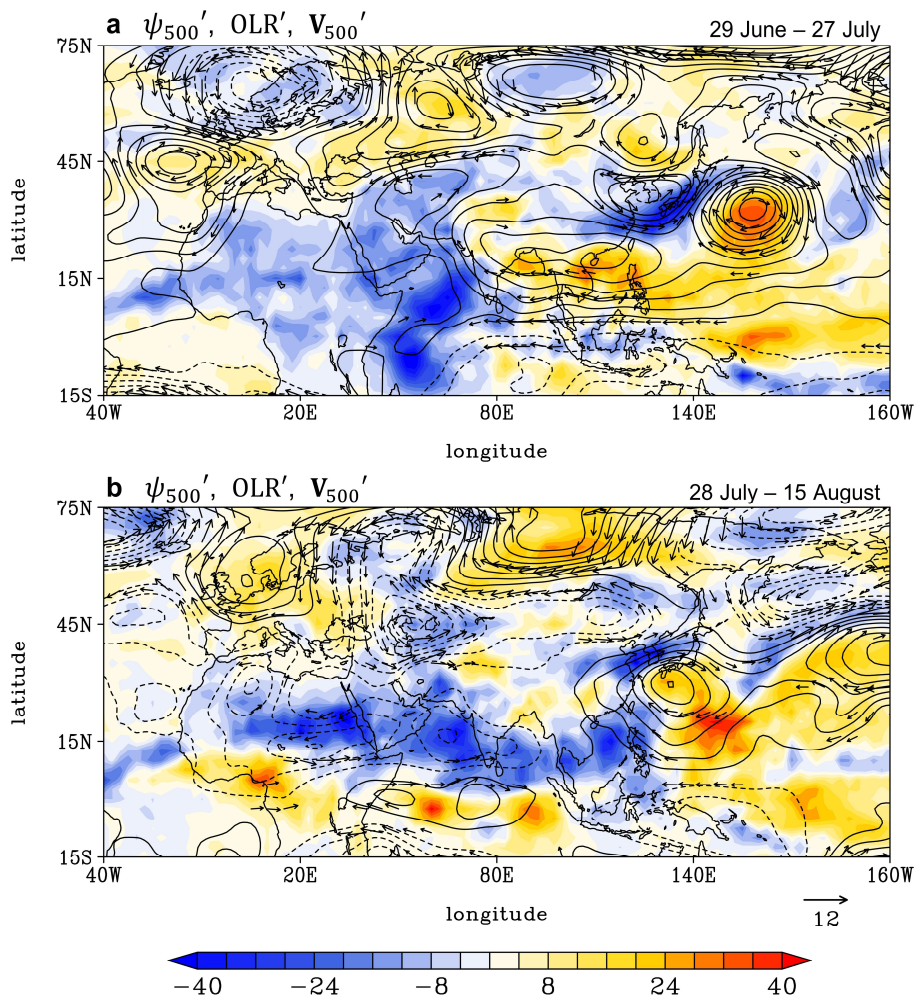 a ψ500′, OLR′, V500′ 29 June – 27 July
75N
45N
15N
15S
latitude
40W 20E 80E 140E 160W
longitude
b ψ500′, OLR′, V500′ 28 July – 15 August
75N
45N
15N
15S
latitude
40W 20E 80E 140E 160W
longitude
12
−40 −24 −8 8 24 40